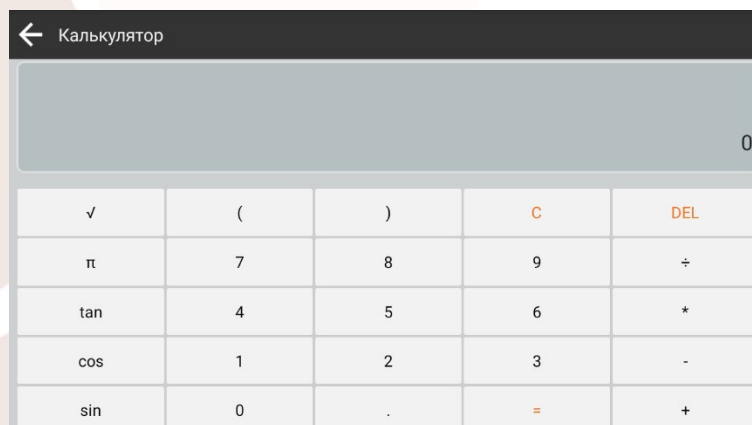 Калькулятор
0
√ ( ) C DEL
π 7 8 9 ÷
tan 4 5 6 *
cos 1 2 3 -
sin 0 . = +